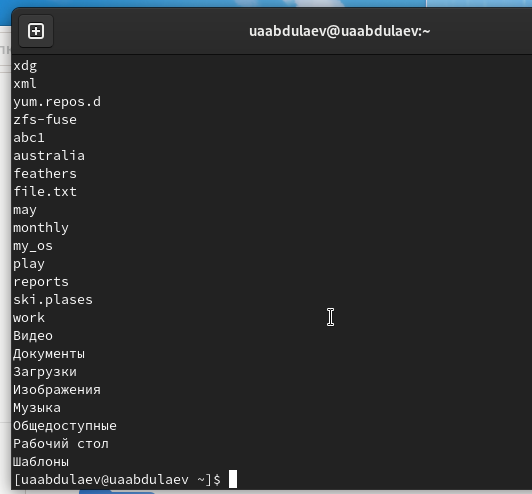 uaabdulaev@uaabdulaev:~
xdg
xml
yum.repos.d
zfs-fuse
abc1
australia
feathers
file.txt
may
monthly
my_os
play
reports
ski.plases
work
Видео
Документы
Загрузки
Изображения
Музыка
Общедоступные
Рабочий стол
Шаблоны
[uaabdulaev@uaabdulaev ~]$